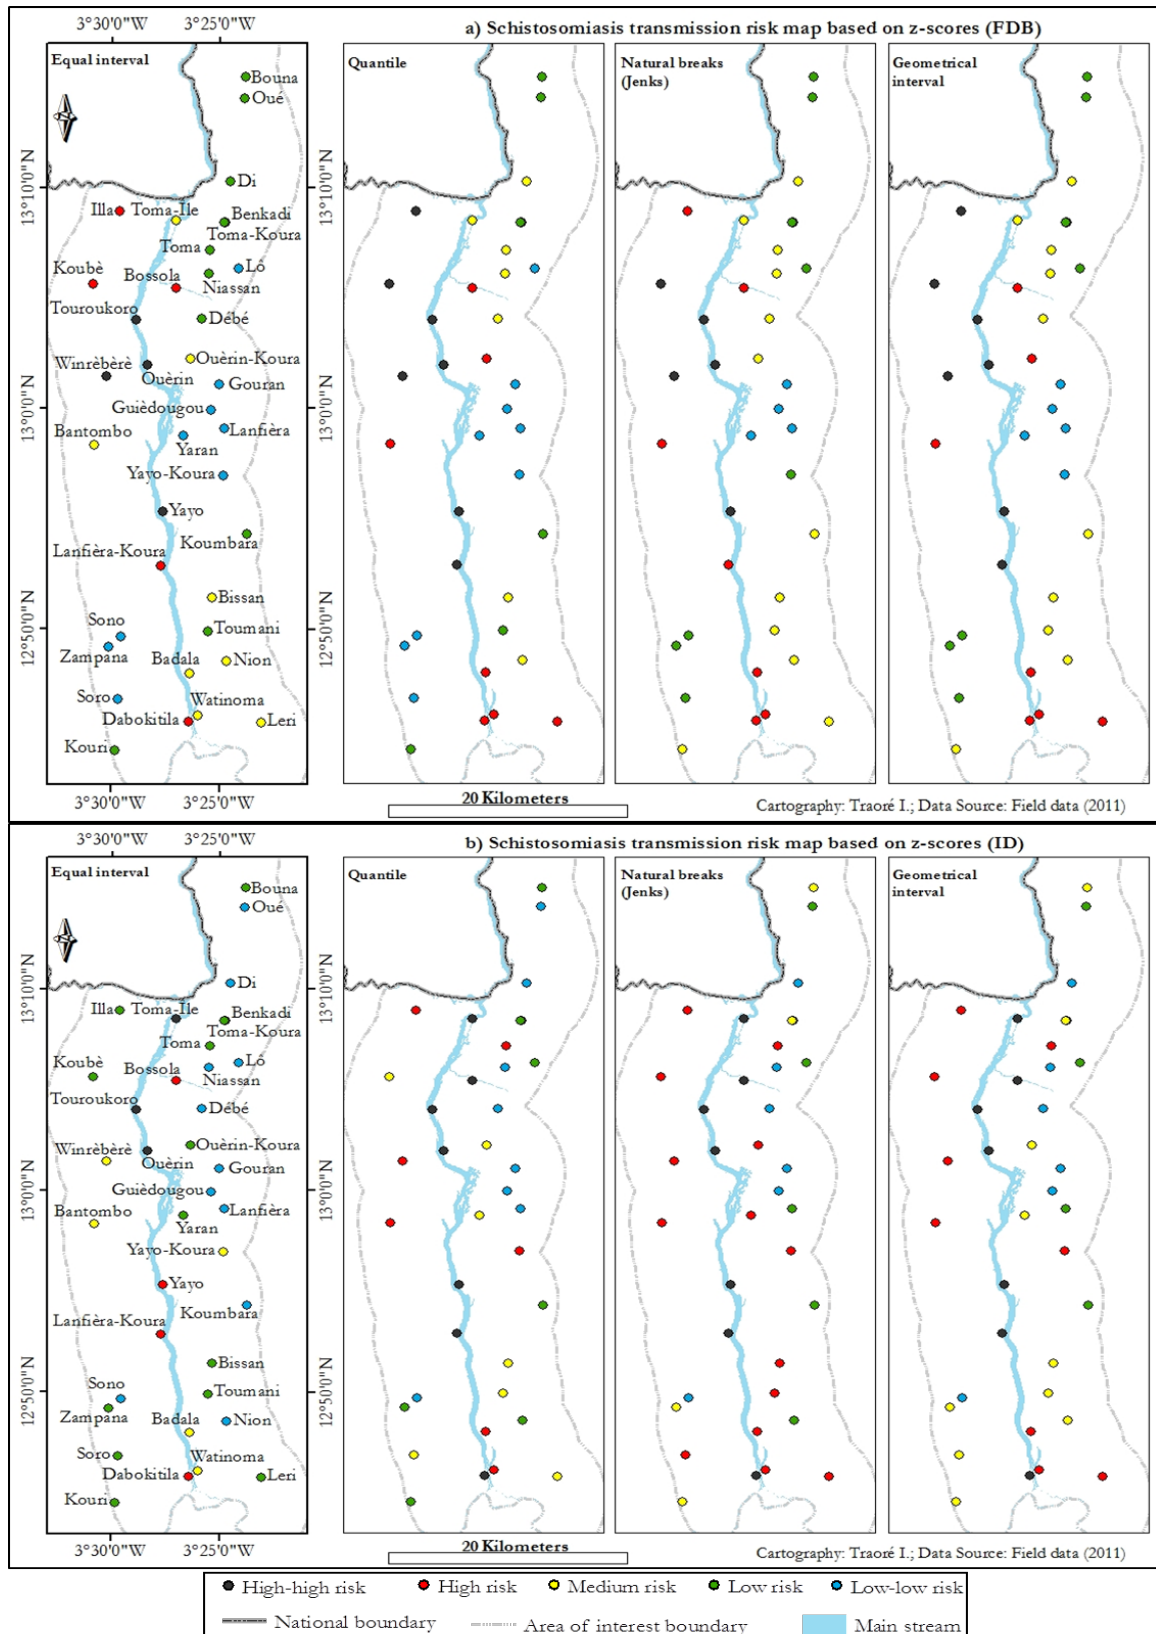 a) Schistosomiasis transmission risk map based on z-scores (FDB)
3°30'0"W 3°25'0"W
Equal interval
Quantile
Natural breaks
(Jenks)
Geometrical
interval
Bouna
Oué
13°10'0"N
Di
Illa
Toma-Ile
Benkadi
Toma-Koura
Toma
Koubè
Bossola
Lô
Niassan
Touroukoro
Débé
Winrèbèrè
Ouèrin-Koura
Ouèrin
Gouran
13°0'0"N
Guièdougou
Bantombo
Lanfièra
Yaran
Yayo-Koura
Yayo
Koumbara
Lanfièra-Koura
Bissan
12°50'0"N
Sono
Toumani
Zampana
Badala
Nion
Soro
Watinoma
Dabokitila
Leri
Kouri
3°30'0"W 3°25'0"W
20 Kilometers
Cartography: Traoré I.; Data Source: Field data (2011)
b) Schistosomiasis transmission risk map based on z-scores (ID)
3°30'0"W 3°25'0"W
Equal interval
Quantile
Natural breaks
(Jenks)
Geometrical
interval
Bouna
Oué
13°10'0"N
Di
Illa
Toma-Ile
Benkadi
Toma-Koura
Toma
Koubè
Bossola
Lô
Niassan
Touroukoro
Débé
Winrèbèrè
Ouèrin-Koura
Ouèrin
Gouran
13°0'0"N
Guièdougou
Bantombo
Lanfièra
Yaran
Yayo-Koura
Yayo
Koumbara
Lanfièra-Koura
Bissan
12°50'0"N
Sono
Toumani
Zampana
Badala
Nion
Soro
Watinoma
Dabokitila
Leri
Kouri
3°30'0"W 3°25'0"W
20 Kilometers
Cartography: Traoré I.; Data Source: Field data (2011)
High-high risk High risk Medium risk Low risk Low-low risk
National boundary Area of interest boundary Main stream